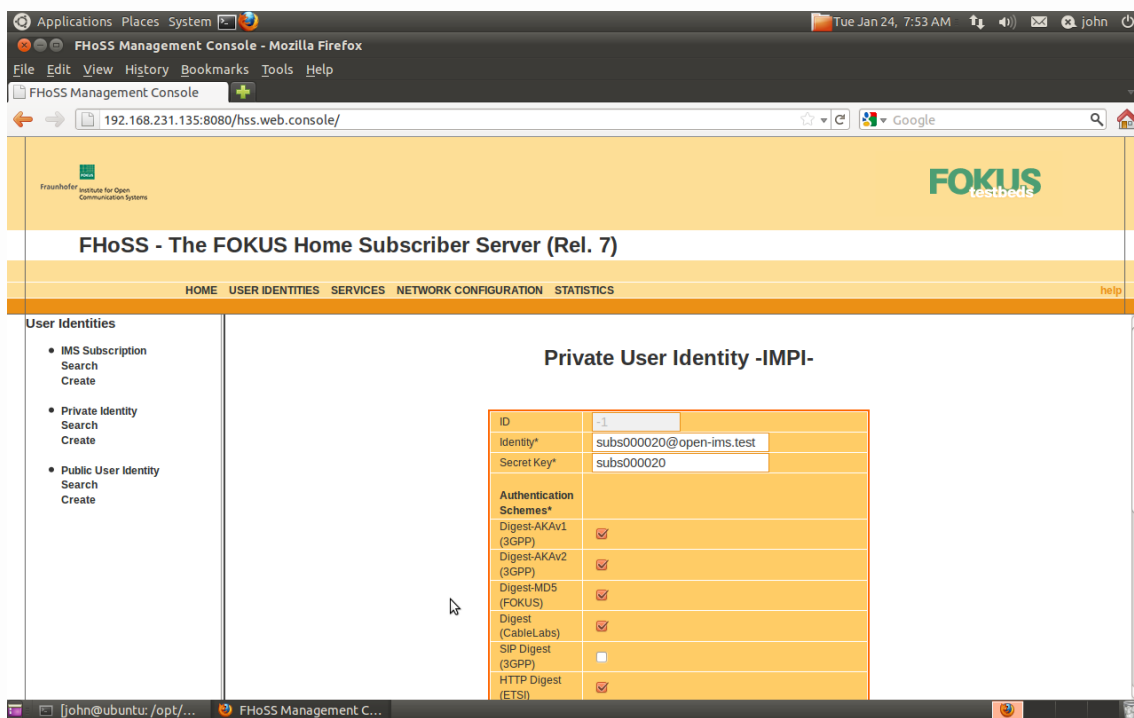 Applications Places System Tue Jan 24, 7:53 AM john
FHoSS Management Console - Mozilla Firefox
File Edit View History Bookmarks Tools Help
FHoSS Management Console
192.168.231.135:8080/hss.web.console/ Google
FOKUS
Fraunhofer Institute for Open
Communication Systems
FOKUS
testbeds
FHoSS - The FOKUS Home Subscriber Server (Rel. 7)
HOME USER IDENTITIES SERVICES NETWORK CONFIGURATION STATISTICS help
User Identities
IMS Subscription
Search
Create
Private Identity
Search
Create
Public User Identity
Search
Create
Private User Identity -IMPI-
ID -1
Identity* subs000020@open-ims.test
Secret Key* subs000020
Authentication
Schemes*
Digest-AKAv1
(3GPP)
Digest-AKAv2
(3GPP)
Digest-MD5
(FOKUS)
Digest
(CableLabs)
SIP Digest
(3GPP)
HTTP Digest
(ETSI)
[john@ubuntu: /opt/... FHoSS Management C...